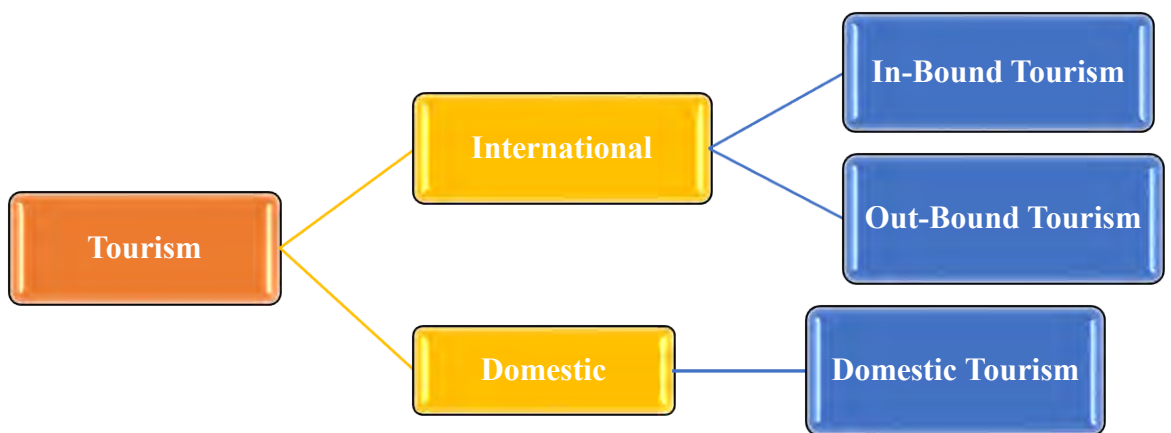 Tourism
International
In-Bound Tourism
Out-Bound Tourism
Domestic
Domestic Tourism